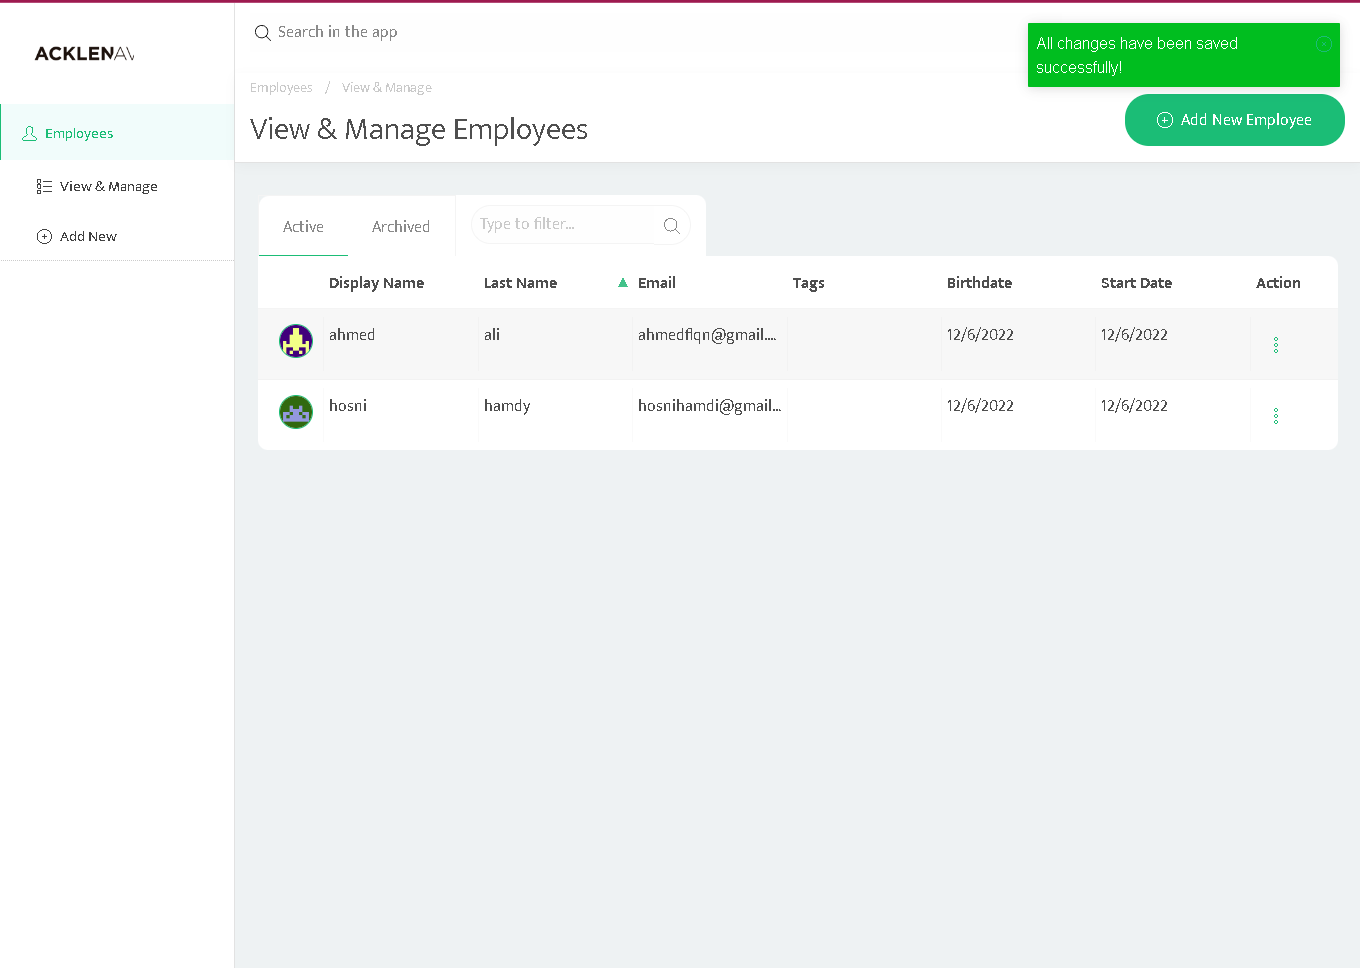 ACKLENAV
Search in the app
All changes have been saved
successfully!
Employees / View & Manage
View & Manage Employees
Add New Employee
Employees
View & Manage
Add New
Active Archived Type to filter...
Display Name Last Name Email Tags Birthdate Start Date Action
ahmed ali ahmedflqn@gmail.... 12/6/2022 12/6/2022
hosni hamdy hosnihamdi@gmail... 12/6/2022 12/6/2022